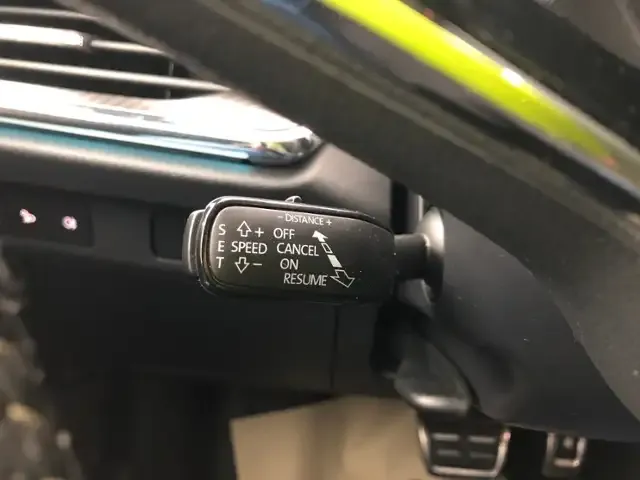 - DISTANCE +
S + OFF
E SPEED CANCEL
T - ON
RESUME